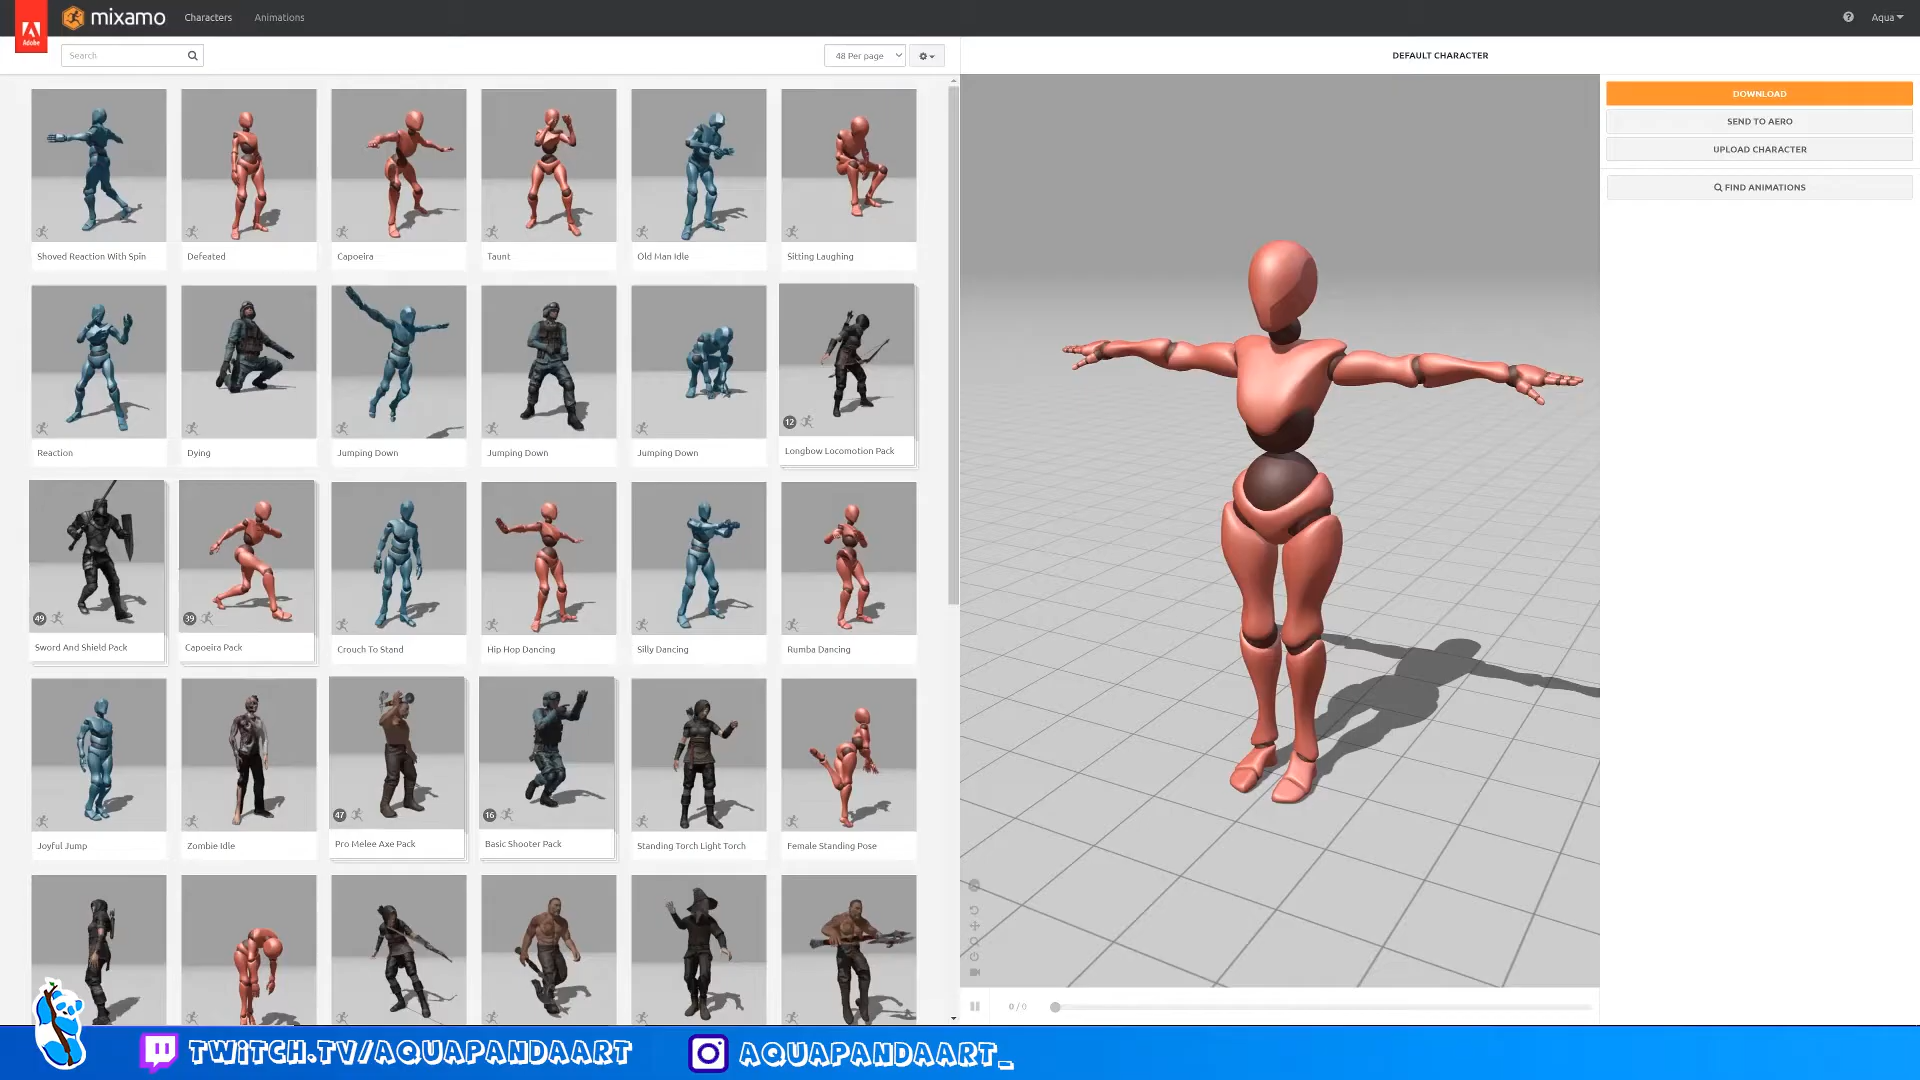 Adobe
mixamo
Characters
Animations
Aqua
Search
48 Per page
DEFAULT CHARACTER
DOWNLOAD
SEND TO AERO
UPLOAD CHARACTER
FIND ANIMATIONS
Shoved Reaction With Spin
Defeated
Capoeira
Taunt
Old Man Idle
Sitting Laughing
Reaction
Dying
Jumping Down
Jumping Down
Jumping Down
12
Longbow Locomotion Pack
49
Sword And Shield Pack
39
Capoeira Pack
Crouch To Stand
Hip Hop Dancing
Silly Dancing
Rumba Dancing
Joyful Jump
Zombie Idle
47
Pro Melee Axe Pack
16
Basic Shooter Pack
Standing Torch Light Torch
Female Standing Pose
0 / 0
TWITCH.TV/AQUAPANDAART
AQUAPANDAART_